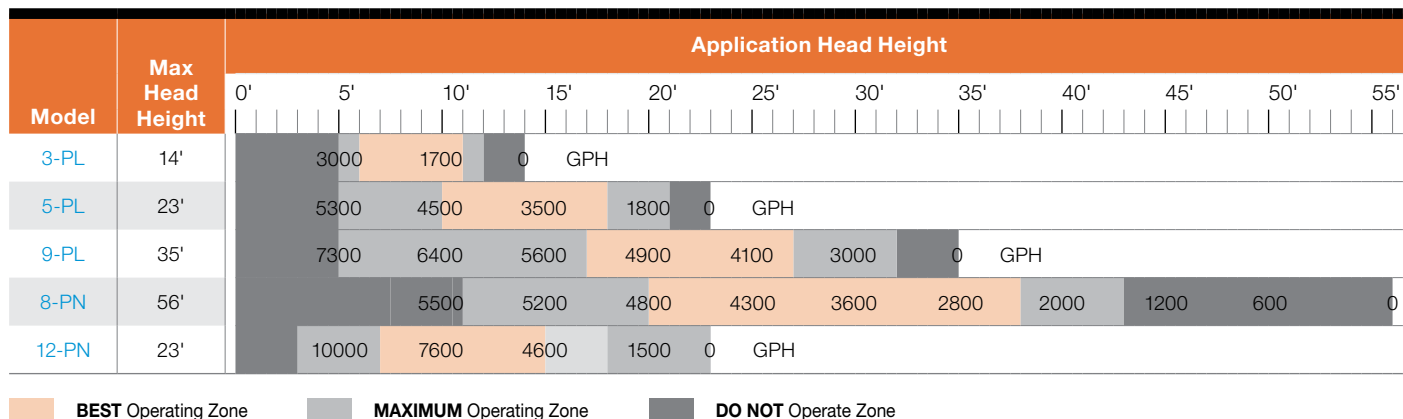 Application Head Height
Model
Max Head Height
0' 5' 10' 15' 20' 25' 30' 35' 40' 45' 50' 55'
3-PL 14' 3000 1700 0 GPH
5-PL 23' 5300 4500 3500 1800 0 GPH
9-PL 35' 7300 6400 5600 4900 4100 3000 0 GPH
8-PN 56' 5500 5200 4800 4300 3600 2800 2000 1200 600 0
12-PN 23' 10000 7600 4600 1500 0 GPH
BEST Operating Zone MAXIMUM Operating Zone DO NOT Operate Zone